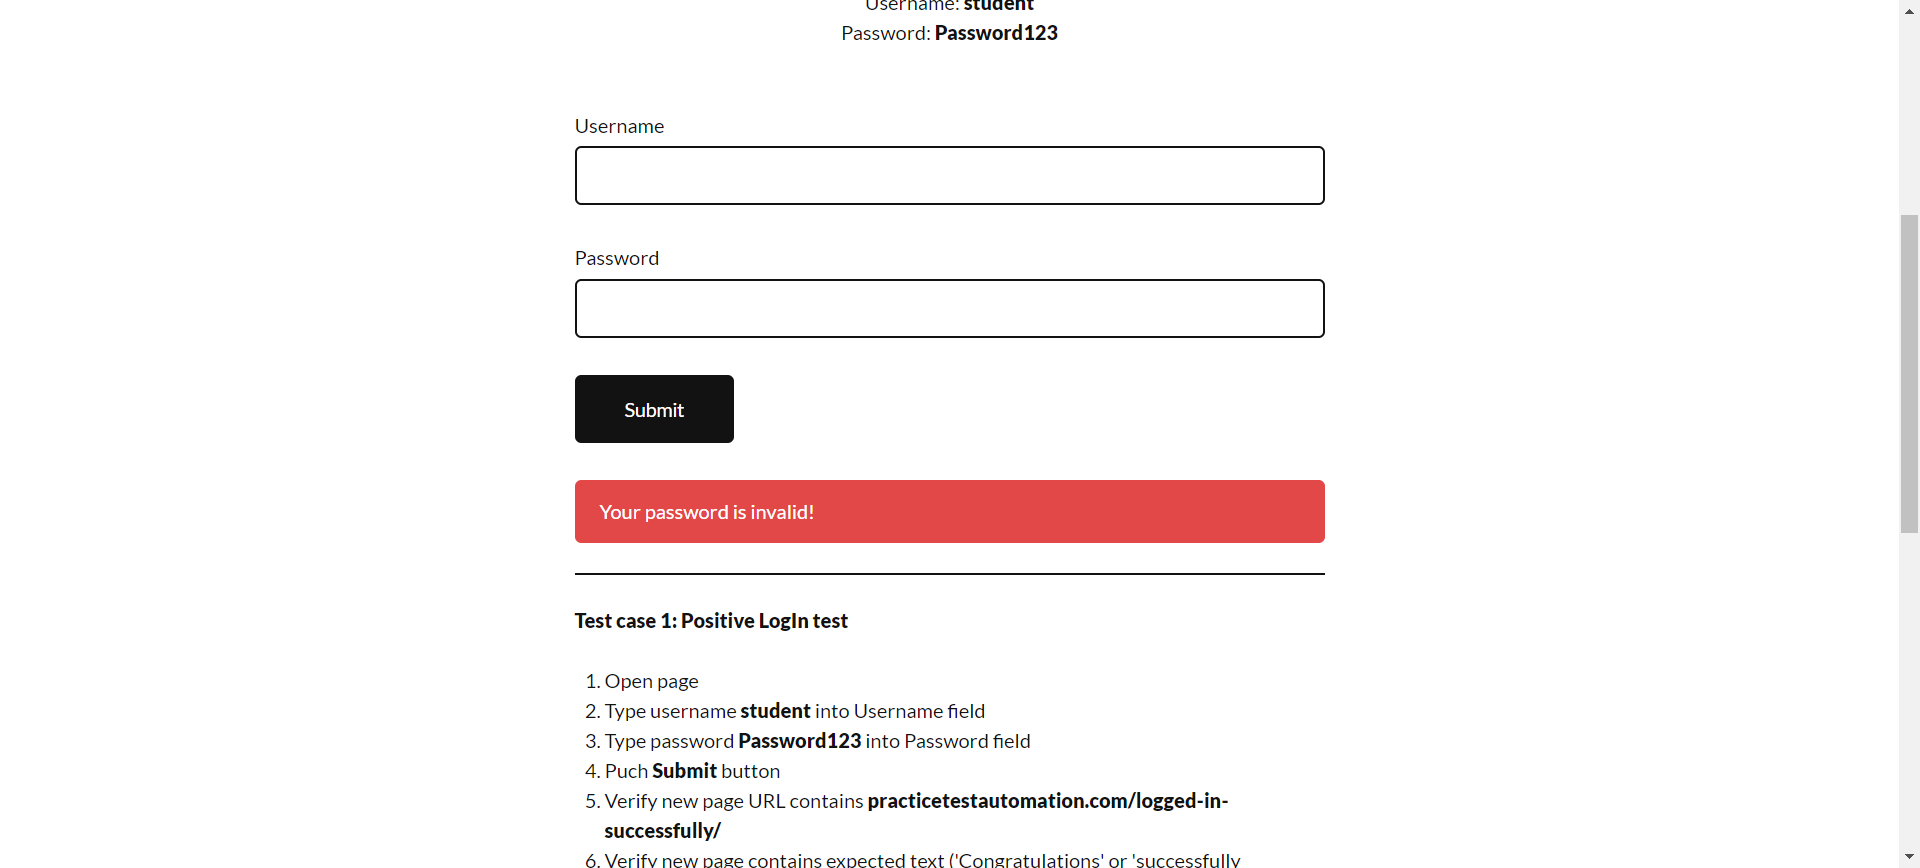 Username: student
Password: Password123
Username
Password
Submit
Your password is invalid!
Test case 1: Positive LogIn test
1. Open page
2. Type username student into Username field
3. Type password Password123 into Password field
4. Puch Submit button
5. Verify new page URL contains practicetestautomation.com/logged-in-
successfully/
6. Verify new page contains expected text ('Congratulations' or 'successfully